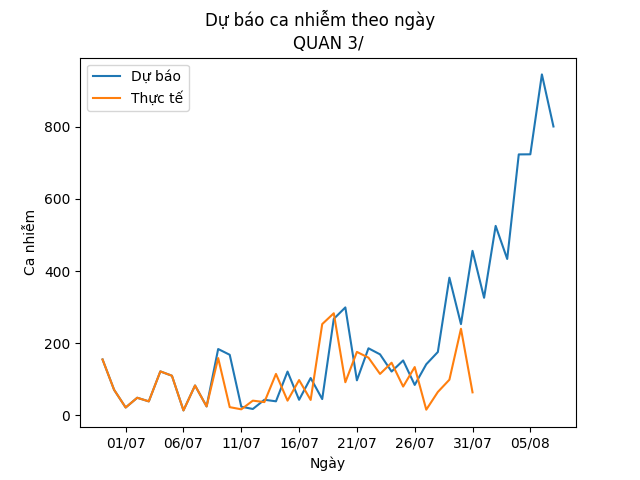 Dự báo ca nhiễm theo ngày
QUAN 3/
Dự báo
Thực tế
Ca nhiễm
800
600
400
200
0
01/07
06/07
11/07
16/07
21/07
26/07
31/07
05/08
Ngày